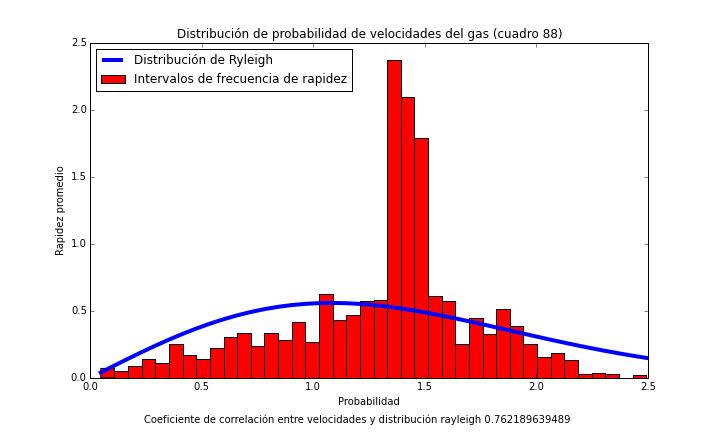 Distribución de probabilidad de velocidades del gas (cuadro 88)
2.5
Distribución de Ryleigh
Intervalos de frecuencia de rapidez
2.0
1.5
1.0
0.5
0.0
Rapidez promedio
0.0 0.5 1.0 1.5 2.0 2.5
Probabilidad
Coeficiente de correlación entre velocidades y distribución rayleigh 0.762189639489